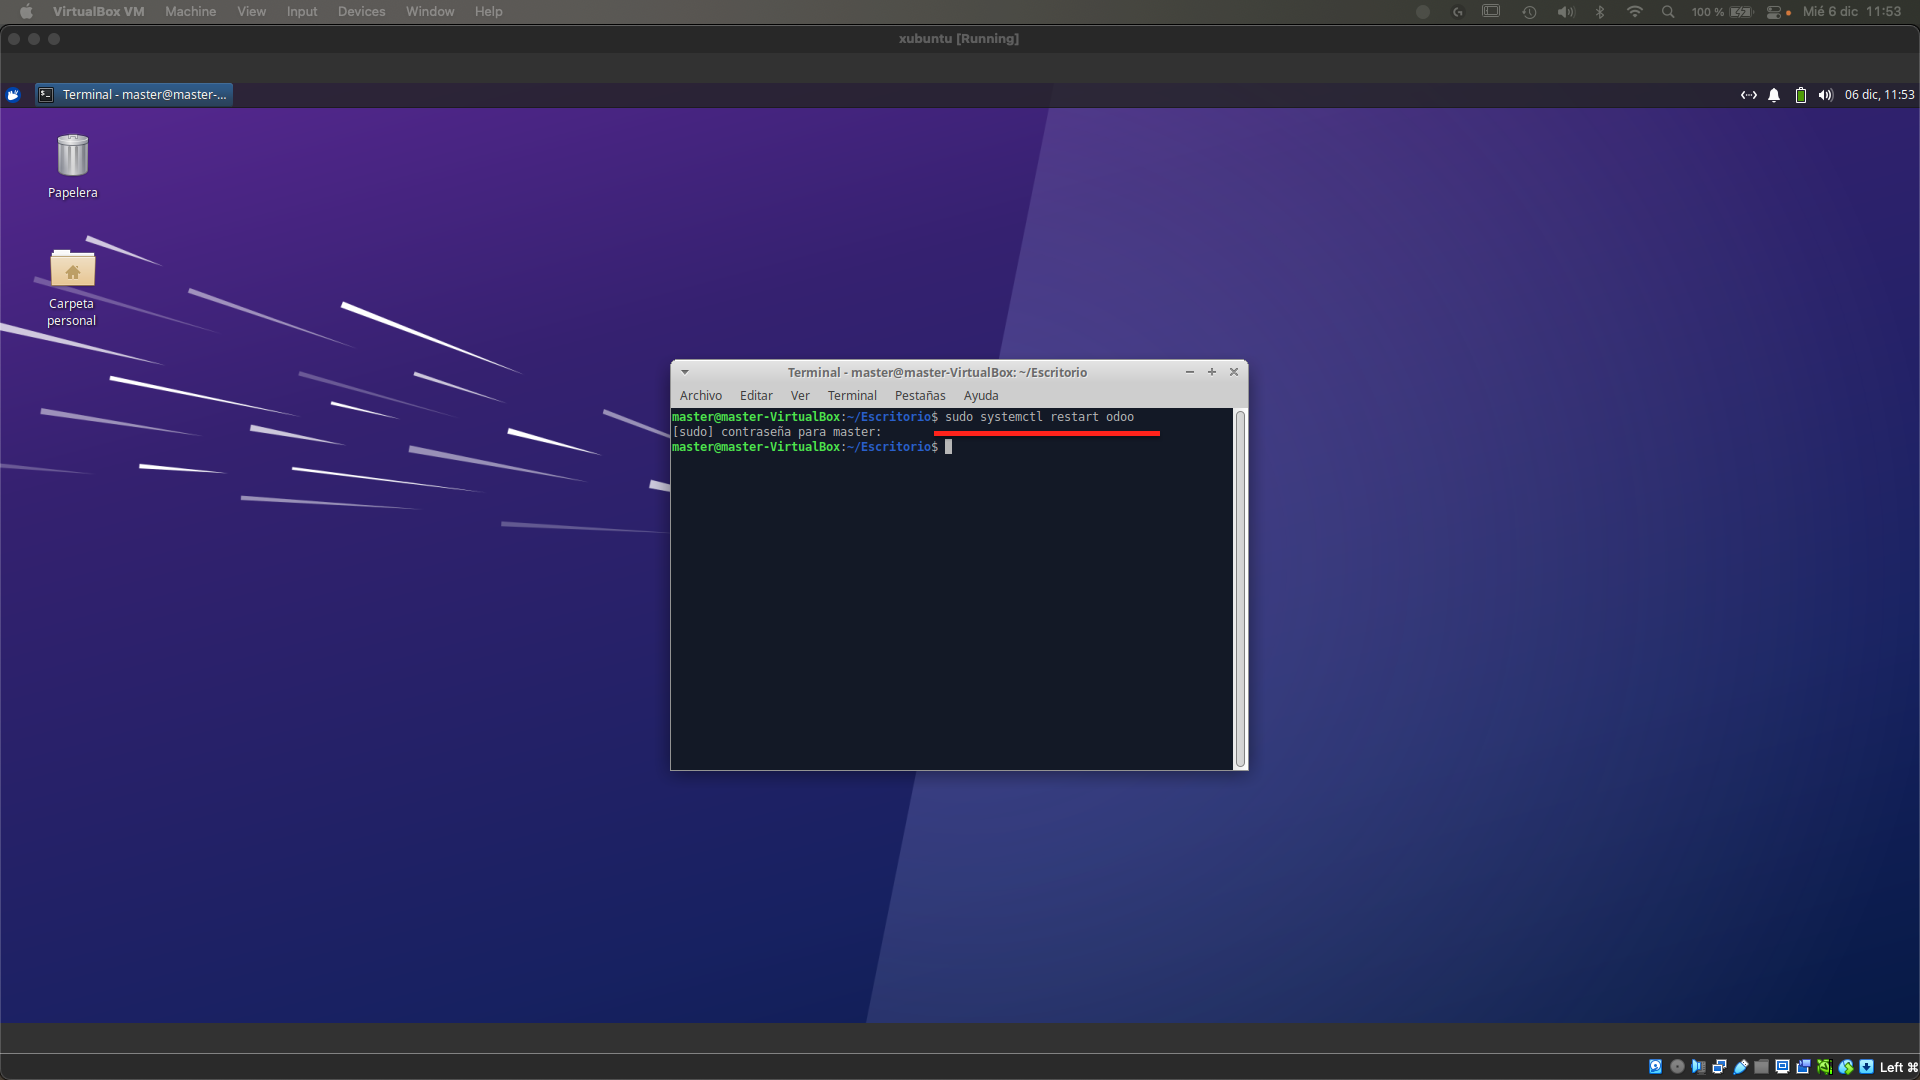 VirtualBox VM Machine View Input Devices Window Help 100 % Mié 6 dic 11:53
xubuntu [Running]
Terminal - master@master-... 06 dic, 11:53
Papelera
Carpeta
personal
Terminal - master@master-VirtualBox: ~/Escritorio
Archivo Editar Ver Terminal Pestañas Ayuda
master@master-VirtualBox:~/Escritorio$ sudo systemctl restart odoo
[sudo] contraseña para master:
master@master-VirtualBox:~/Escritorio$
Left ⌘